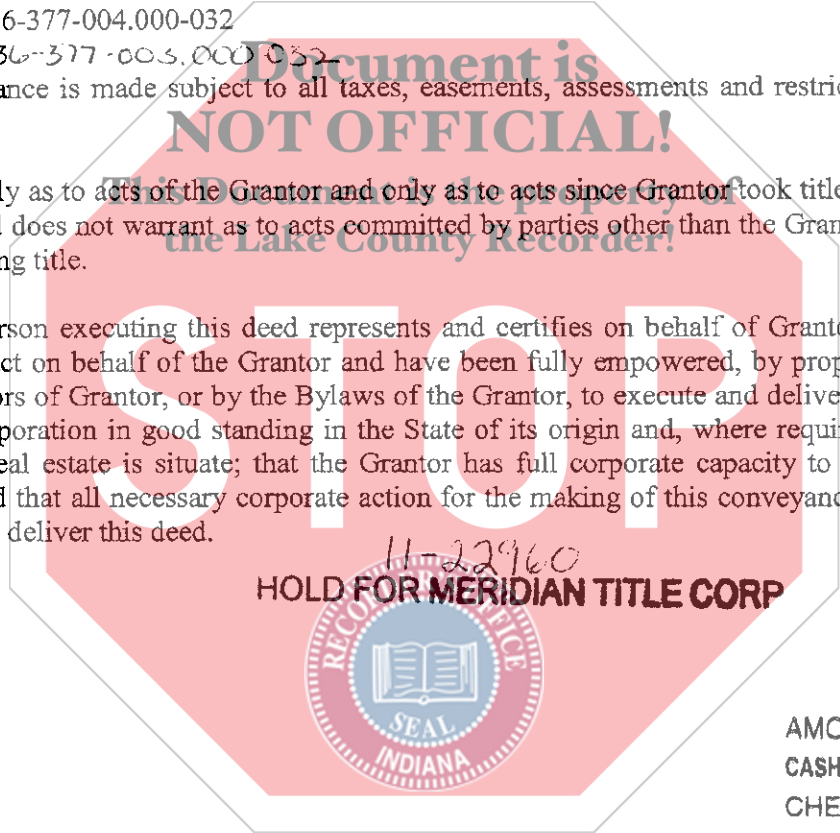 6-377-004.000-032
36-377-003.000-032
Document is
ance is made subject to all taxes, easements, assessments and restri
NOT OFFICIAL!
This Document is the property of
ly as to acts of the Grantor and only as to acts since Grantor took title
d does not warrant as to acts committed by parties other than the Gran
the Lake County Recorder!
ng title.
STOP
rson executing this deed represents and certifies on behalf of Granto
ct on behalf of the Grantor and have been fully empowered, by prop
ors of Grantor, or by the Bylaws of the Grantor, to execute and delive
poration in good standing in the State of its origin and, where requi
eal estate is situate; that the Grantor has full corporate capacity to
d that all necessary corporate action for the making of this conveyanc
deliver this deed.
11-22960
HOLD FOR MERIDIAN TITLE CORP
RECORDER'S OFFICE
SEAL
INDIANA
AMO
CASH
CHE